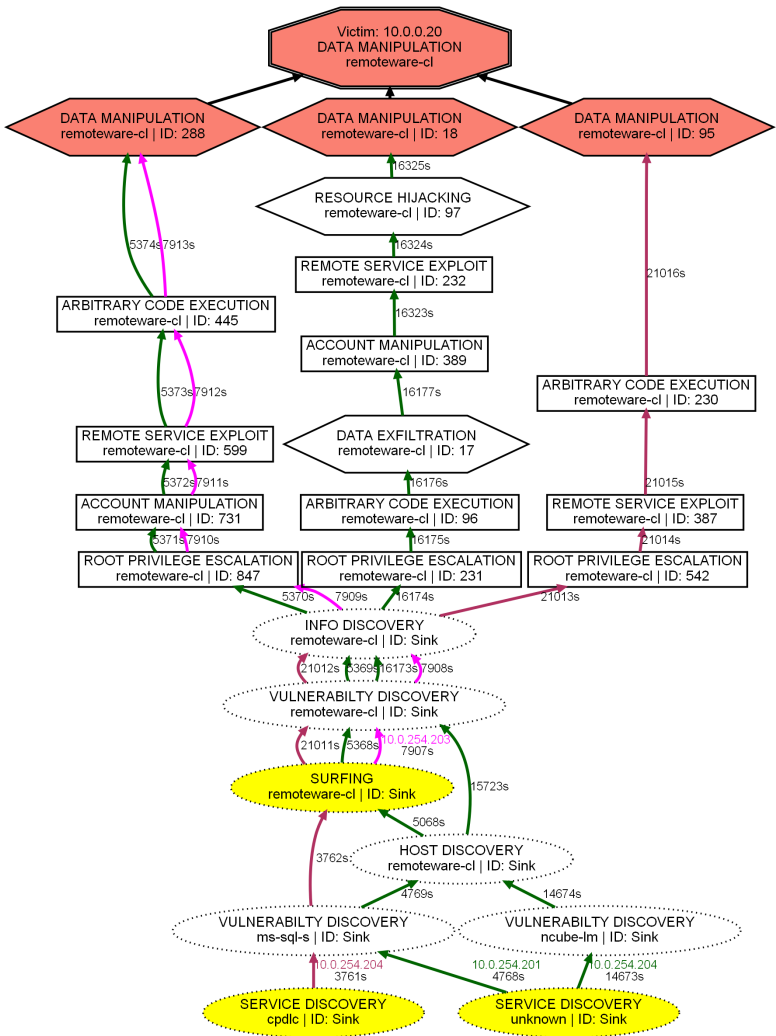 Victim: 10.0.0.20
DATA MANIPULATION
remoteware-cl
DATA MANIPULATION
remoteware-cl | ID: 288
DATA MANIPULATION
remoteware-cl | ID: 18
DATA MANIPULATION
remoteware-cl | ID: 95
16325s
RESOURCE HIJACKING
remoteware-cl | ID: 97
5374s
7913s
16324s
REMOTE SERVICE EXPLOIT
remoteware-cl | ID: 232
21016s
ARBITRARY CODE EXECUTION
remoteware-cl | ID: 445
16323s
ACCOUNT MANIPULATION
remoteware-cl | ID: 389
5373s
7912s
16177s
ARBITRARY CODE EXECUTION
remoteware-cl | ID: 230
REMOTE SERVICE EXPLOIT
remoteware-cl | ID: 599
DATA EXFILTRATION
remoteware-cl | ID: 17
5372s
7911s
16176s
21015s
ACCOUNT MANIPULATION
remoteware-cl | ID: 731
ARBITRARY CODE EXECUTION
remoteware-cl | ID: 96
REMOTE SERVICE EXPLOIT
remoteware-cl | ID: 387
5371s
7910s
16175s
21014s
ROOT PRIVILEGE ESCALATION
remoteware-cl | ID: 847
ROOT PRIVILEGE ESCALATION
remoteware-cl | ID: 231
ROOT PRIVILEGE ESCALATION
remoteware-cl | ID: 542
5370s
7909s
16174s
21013s
INFO DISCOVERY
remoteware-cl | ID: Sink
21012s
5369s
16173s
7908s
VULNERABILTY DISCOVERY
remoteware-cl | ID: Sink
21011s
5368s
10.0.254.203
7907s
SURFING
remoteware-cl | ID: Sink
15723s
5068s
HOST DISCOVERY
remoteware-cl | ID: Sink
3762s
4769s
14674s
VULNERABILTY DISCOVERY
ms-sql-s | ID: Sink
VULNERABILTY DISCOVERY
ncube-lm | ID: Sink
10.0.254.204
3761s
10.0.254.201
4768s
10.0.254.204
14673s
SERVICE DISCOVERY
cpdlc | ID: Sink
SERVICE DISCOVERY
unknown | ID: Sink